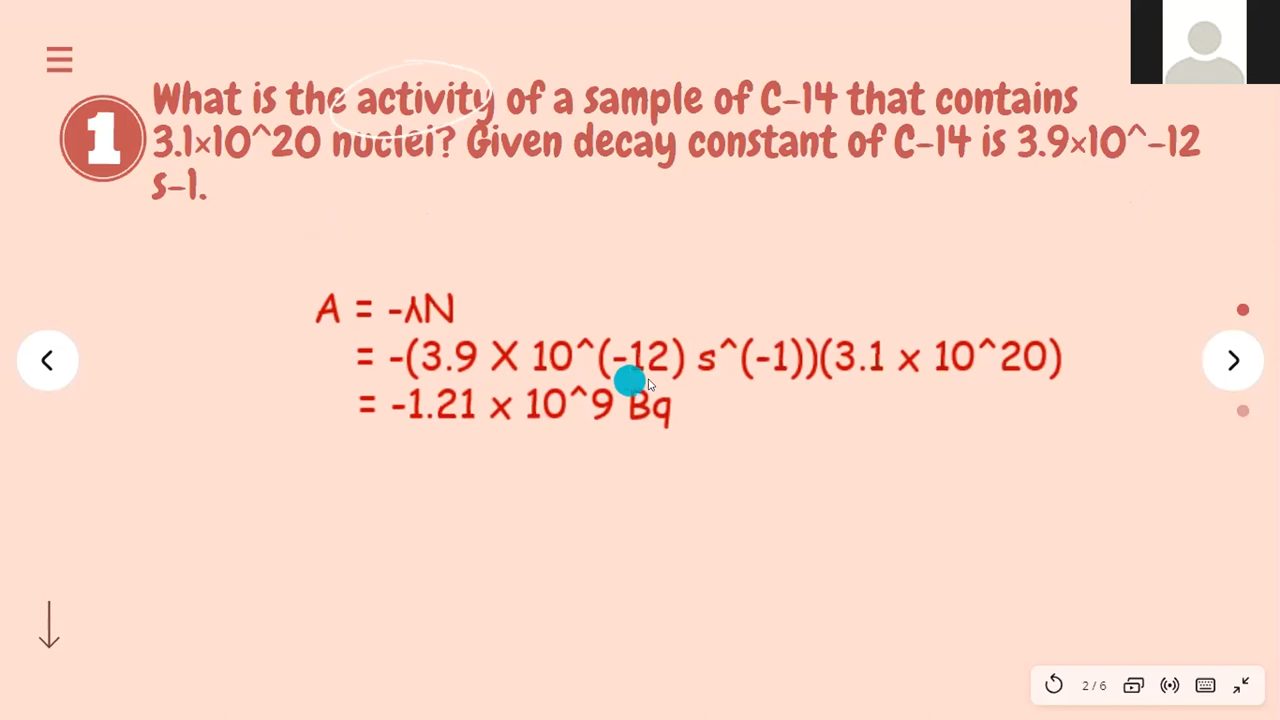 What is the activity of a sample of C-14 that contains
1
3.1×10^20 nuclei? Given decay constant of C-14 is 3.9×10^-12
s-1.
A = -λN
= -(3.9 X 10^(-12) s^(-1))(3.1 x 10^20)
= -1.21 x 10^9 Bq
2 / 6